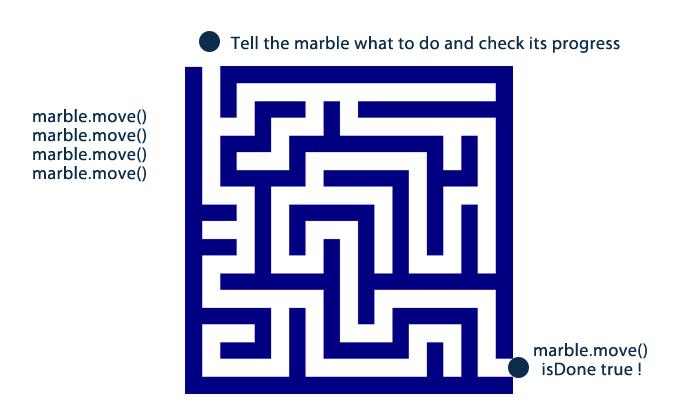 Tell the marble what to do and check its progress
marble.move()
marble.move()
marble.move()
marble.move()
marble.move()
isDone true !